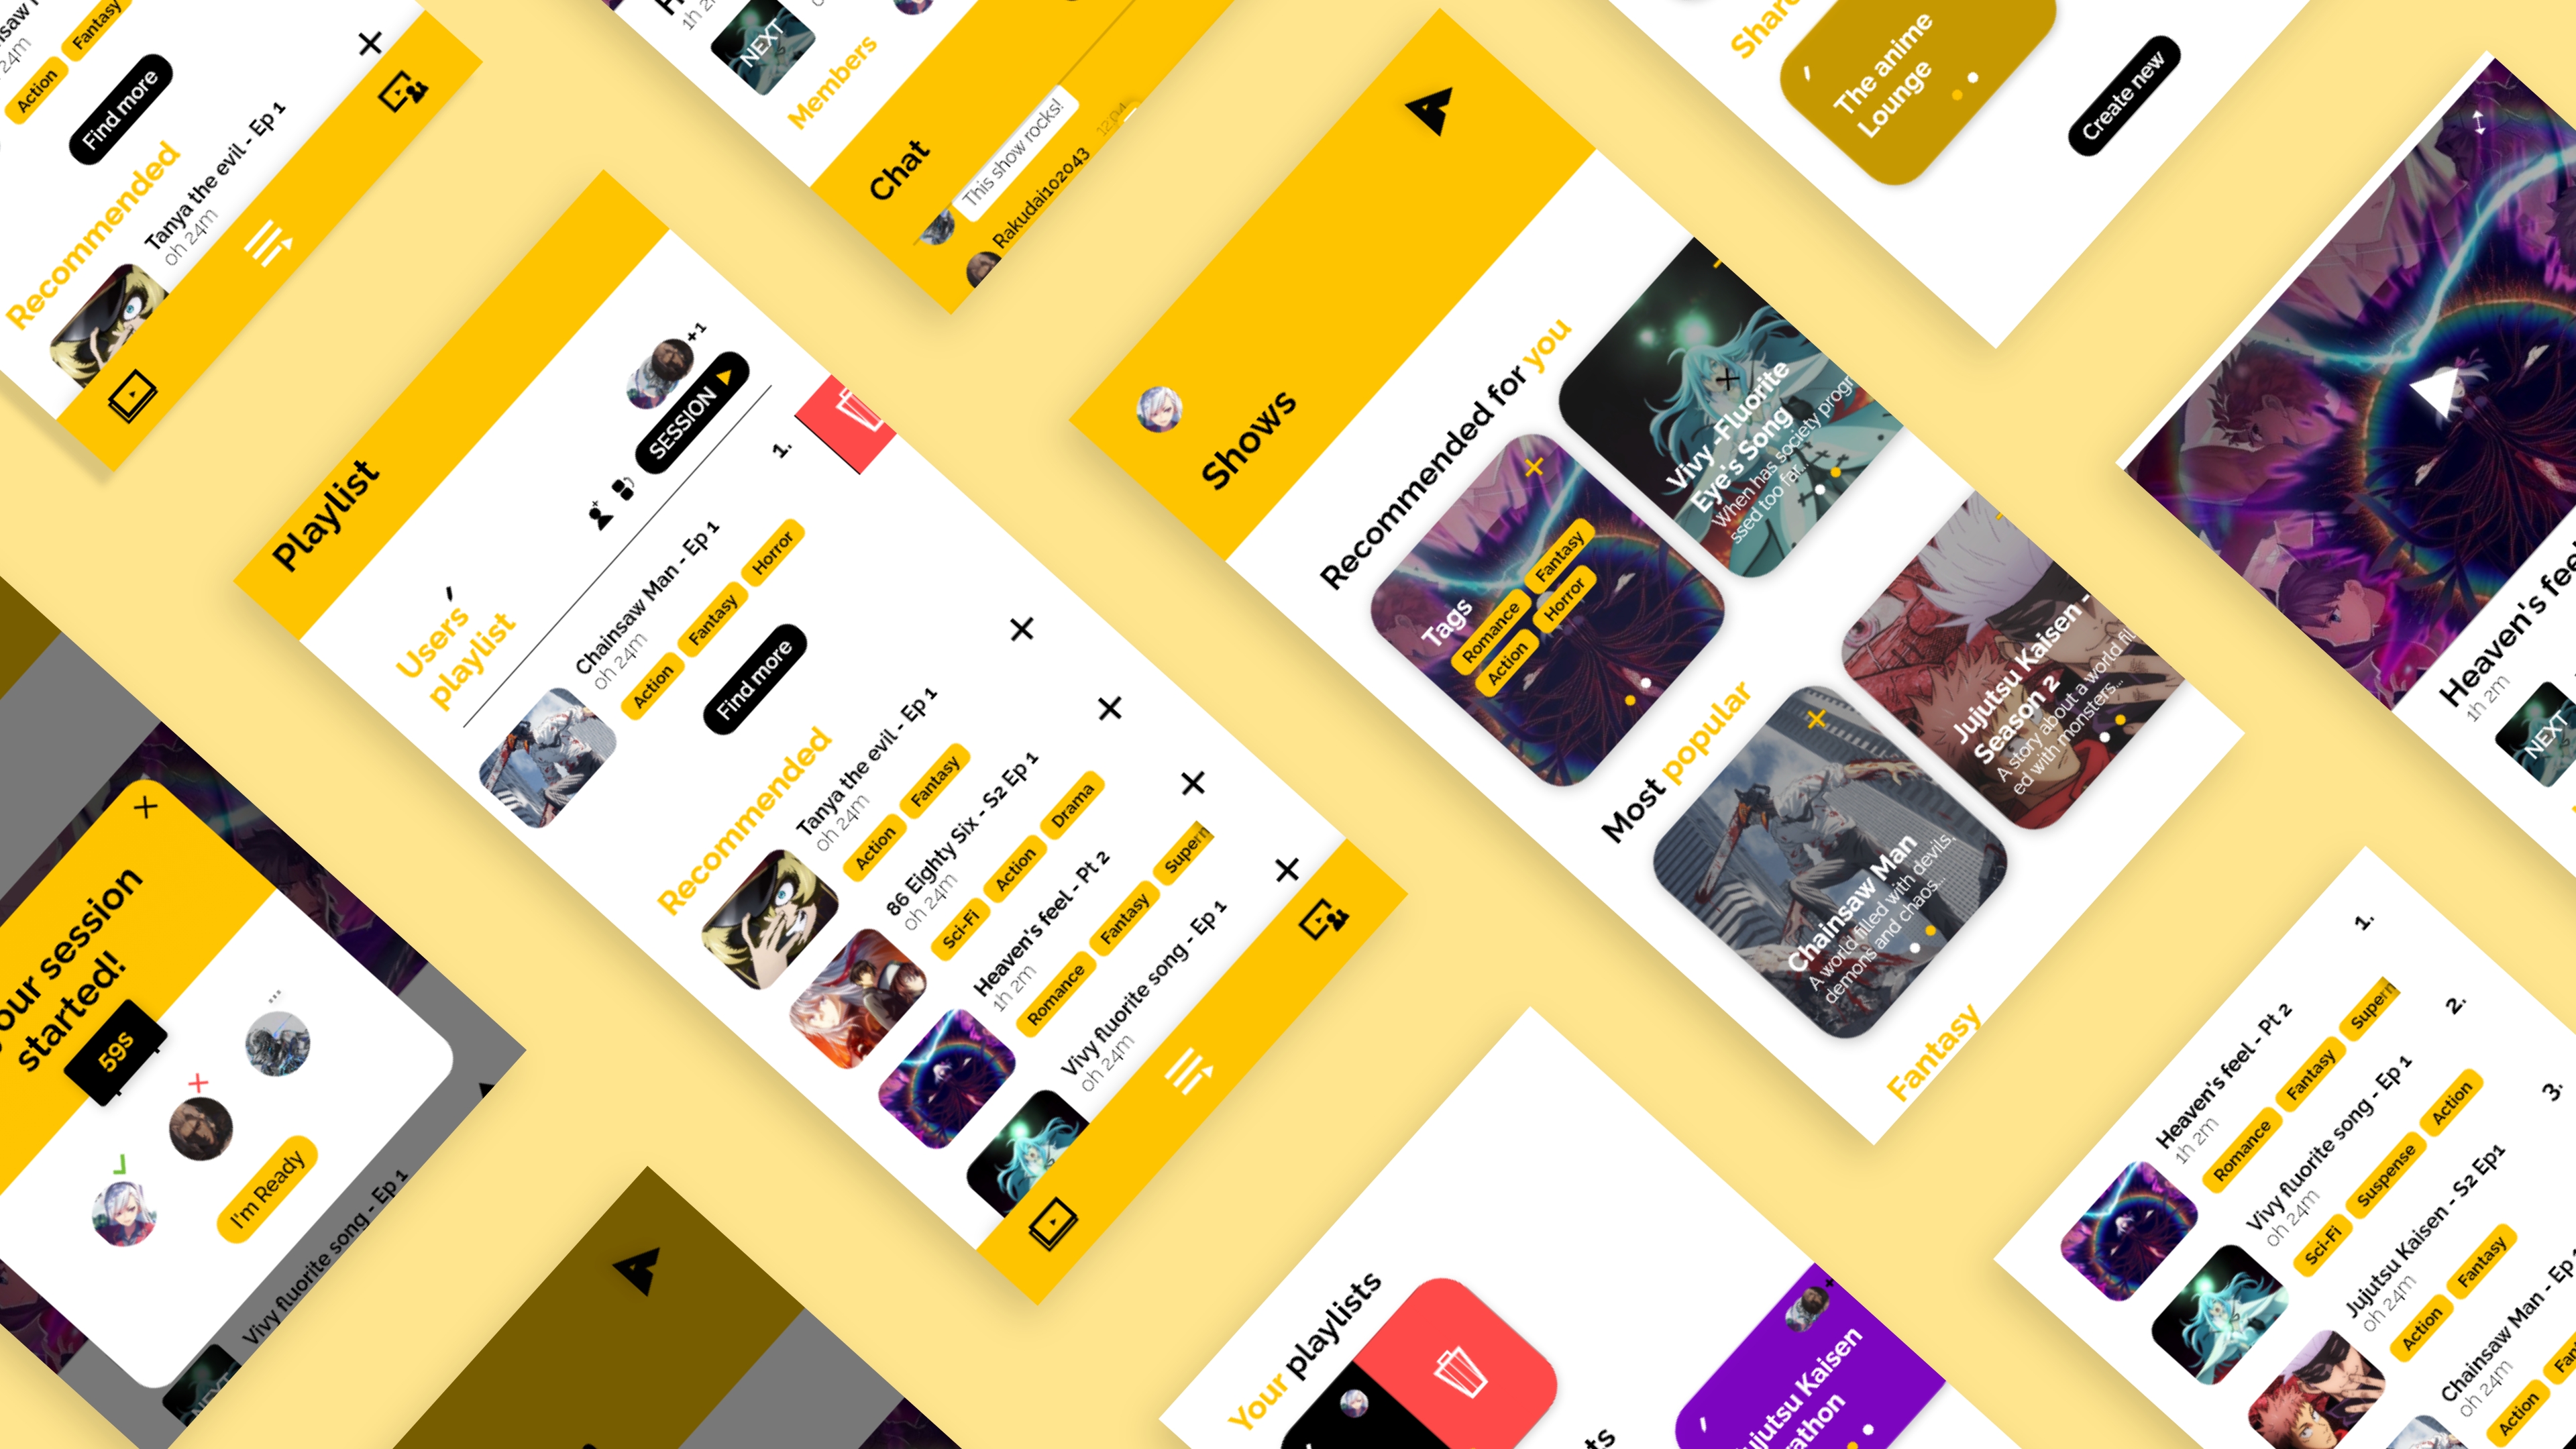 Action
Fantasy
Find more
Recommended
Tanya the evil - Ep 1
0h 24m
NEXT
Members
Chat
This show rocks!
12:04
Rakudai102043
The anime
Lounge
Create new
Playlist
+1
SESSION
Users
playlist
1.
Chainsaw Man - Ep 1
0h 24m
Action
Fantasy
Horror
Find more
Recommended
Tanya the evil - Ep 1
0h 24m
Action
Fantasy
86 Eighty Six - S2 Ep 1
0h 24m
Sci-Fi
Action
Drama
Heaven's feel - Pt 2
1h 2m
Romance
Fantasy
Supern
Vivy fluorite song - Ep 1
0h 24m
Shows
Recommended for you
Tags
Romance
Fantasy
Action
Horror
Vivy -Fluorite
Eye's Song
When has society progr
ssed too far...
Most popular
Chainsaw Man
A world filled with devils,
demons and chaos...
Jujutsu Kaisen -
Season 2
A story about a world fil
ed with monsters...
Fantasy
Heaven's feel
1h 2m
NEXT
our session
started!
59s
...
I'm Ready
Vivy fluorite song - Ep 1
NEXT
Your playlists
Jujutsu Kaisen
1.
Heaven's feel - Pt 2
1h 2m
Romance
Fantasy
Supern
2.
Vivy fluorite song - Ep 1
0h 24m
Sci-Fi
Suspense
Action
3.
Jujutsu Kaisen - S2 Ep1
0h 24m
Action
Fantasy
Chainsaw Man - Ep 1
0h 24m
Action